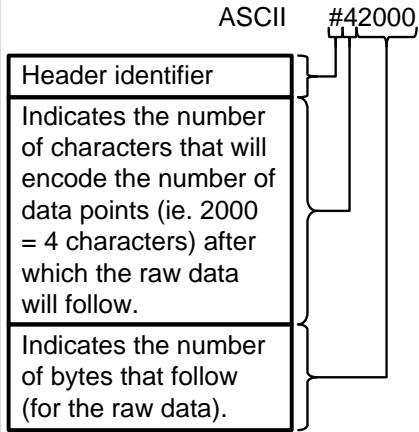 ASCII #42000
Header identifier
Indicates the number
of characters that will
encode the number of
data points (ie. 2000
= 4 characters) after
which the raw data
will follow.
Indicates the number
of bytes that follow
(for the raw data).